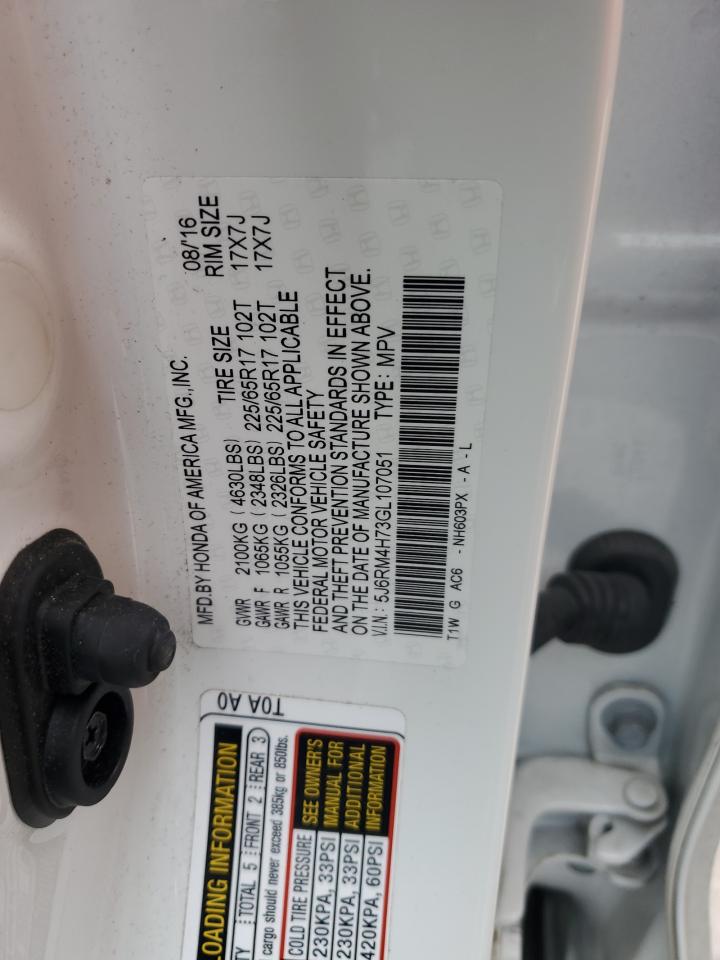 MFD.BY HONDA OF AMERICA MFG.,INC. 08/'16
TIRE SIZE RIM SIZE
GVWR 2100KG ( 4630LBS)
GAWR F 1065KG ( 2348LBS) 225/65R17 102T 17X7J
GAWR R 1055KG ( 2326LBS) 225/65R17 102T 17X7J
THIS VEHICLE CONFORMS TO ALL APPLICABLE
FEDERAL MOTOR VEHICLE SAFETY
AND THEFT PREVENTION STANDARDS IN EFFECT
ON THE DATE OF MANUFACTURE SHOWN ABOVE.
V.I.N.: 5J6RM4H73GL107051 TYPE: MPV
T1W G AC6 - NH603PX - A - L
T0A A0
LOADING INFORMATION
TOTAL 5 FRONT 2 REAR 3
cargo should never exceed 385kg or 850lbs.
COLD TIRE PRESSURE SEE OWNER'S
230KPA, 33PSI MANUAL FOR
230KPA, 33PSI ADDITIONAL
420KPA, 60PSI INFORMATION